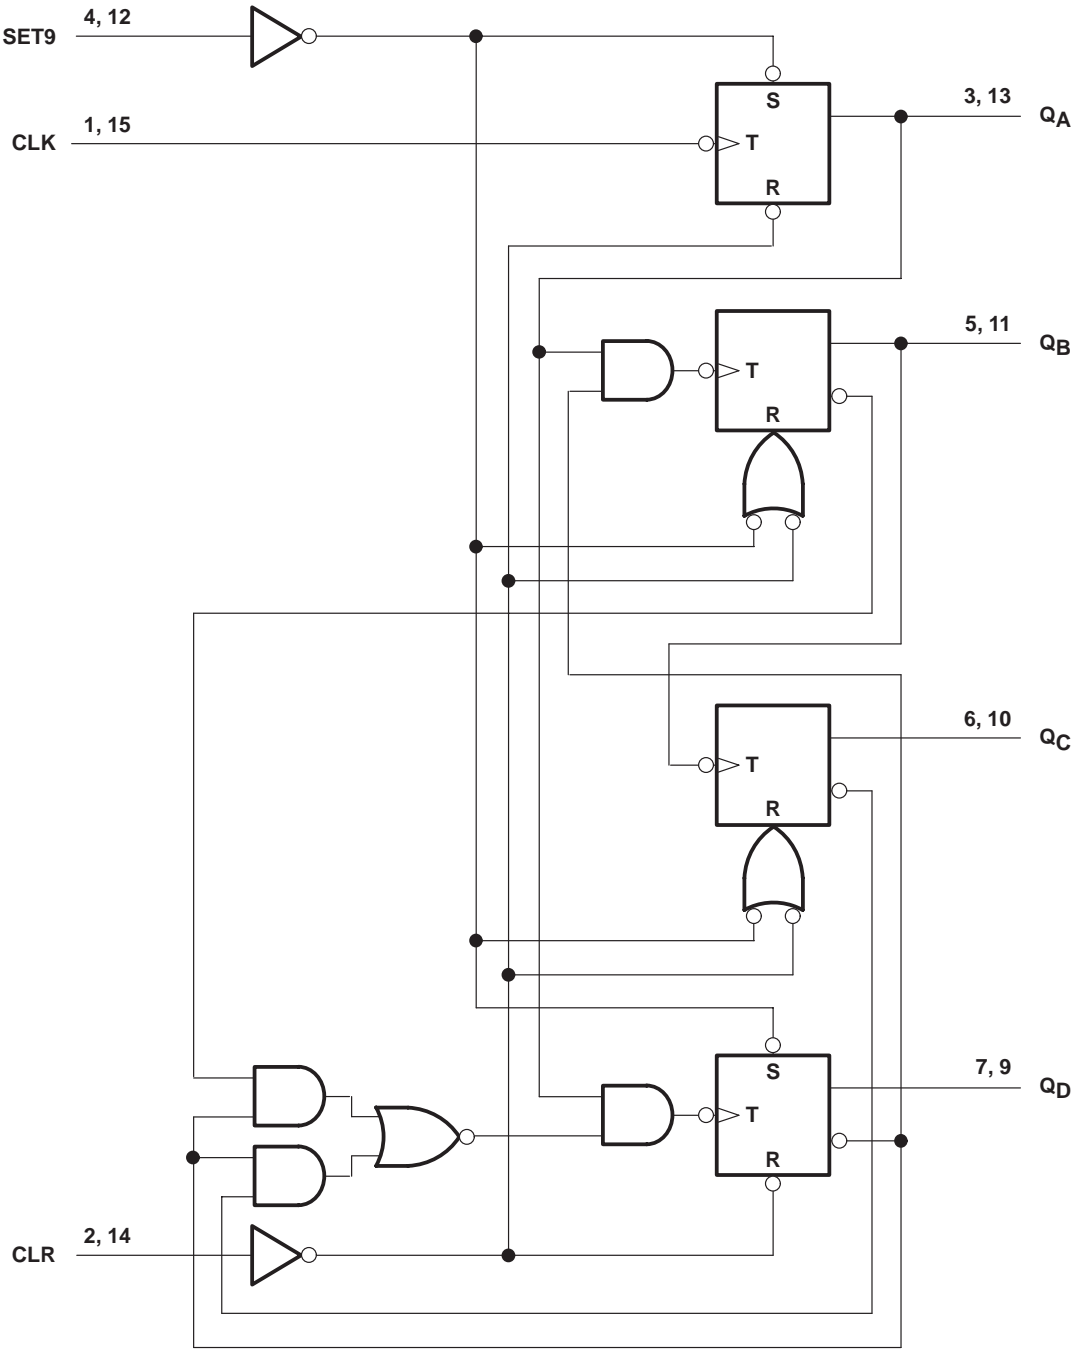 SET9 4, 12
S
3, 13 QA
CLK 1, 15
T
R
5, 11 QB
T
R
6, 10 QC
T
R
S
7, 9 QD
T
R
CLR 2, 14